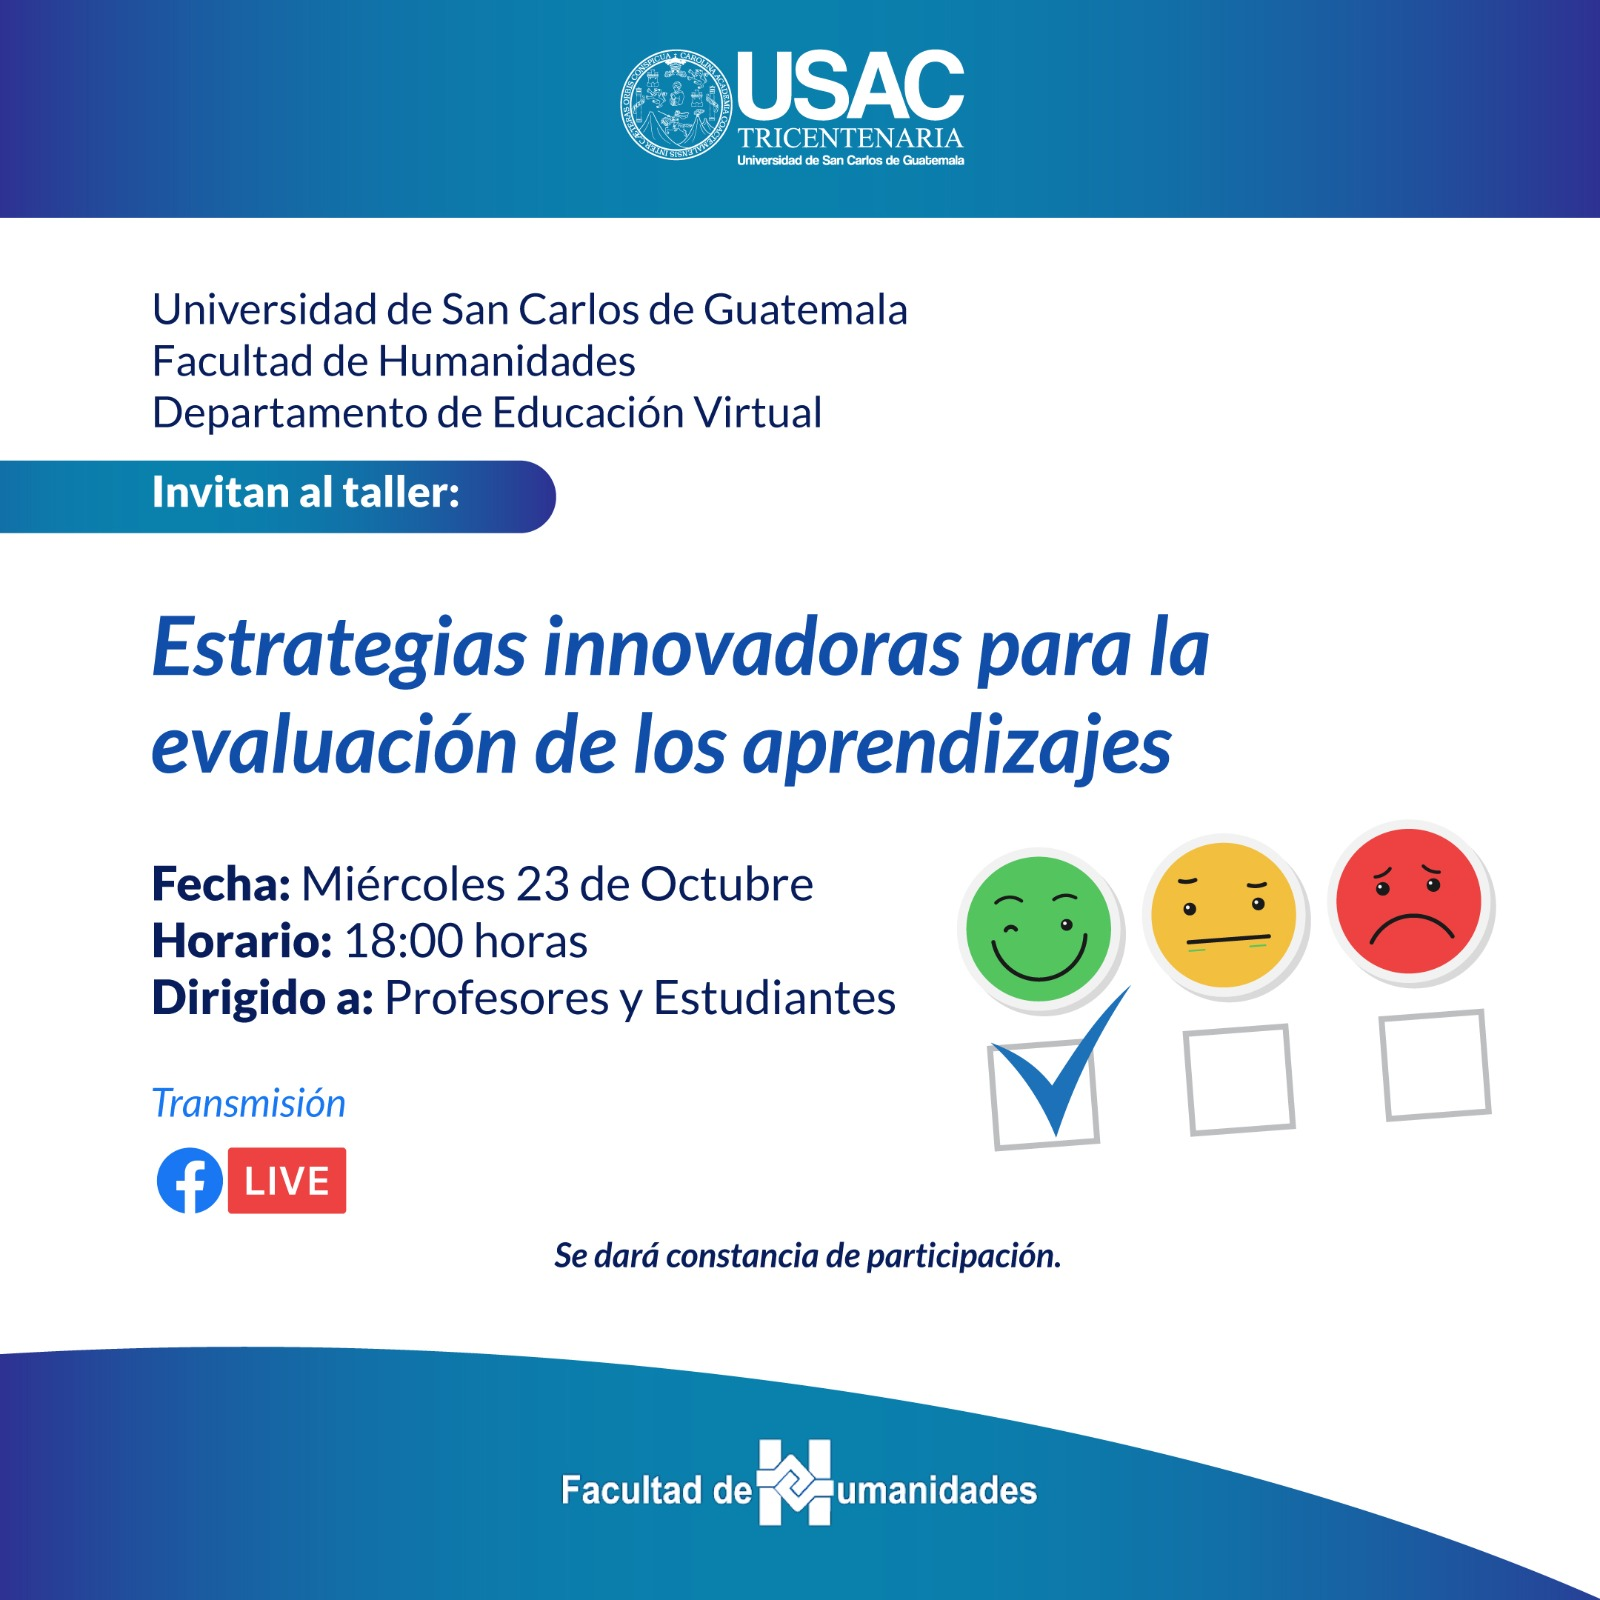 USAC
TRICENTENARIA
Universidad de San Carlos de Guatemala
Universidad de San Carlos de Guatemala
Facultad de Humanidades
Departamento de Educación Virtual
Invitan al taller:
Estrategias innovadoras para la
evaluación de los aprendizajes
Fecha: Miércoles 23 de Octubre
Horario: 18:00 horas
Dirigido a: Profesores y Estudiantes
Transmisión
LIVE
Se dará constancia de participación.
Facultad de Humanidades